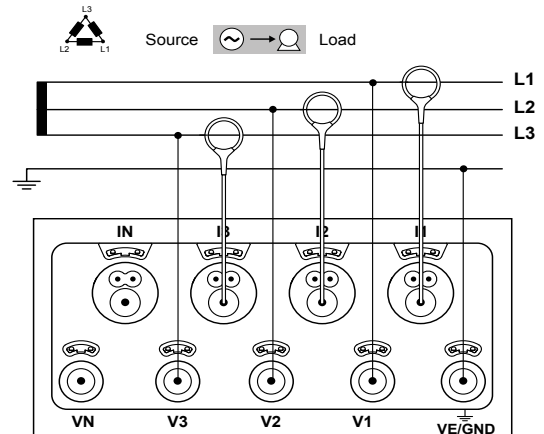 L3
L2 L1
Source Load
L1
L2
L3
IN I3 I2 I1
VN V3 V2 V1 VE/GND